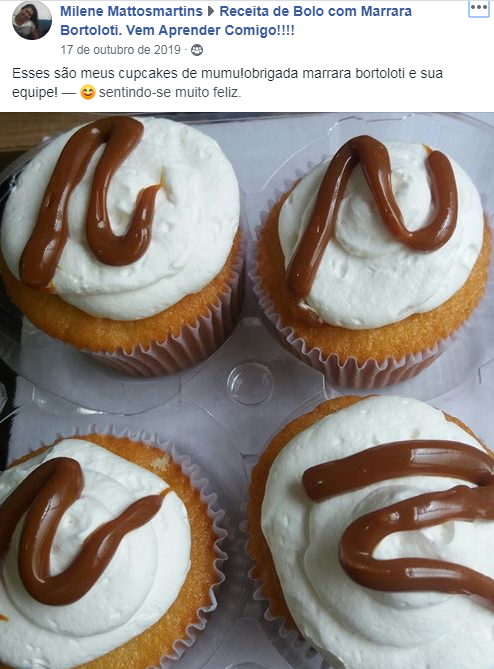 Milene Mattosmartins ▸ Receita de Bolo com Marrara
Bortoloti. Vem Aprender Comigo!!!!
17 de outubro de 2019 ·
Esses são meus cupcakes de mumu!obrigada marrara bortoloti e sua
equipe! — 😊 sentindo-se muito feliz.